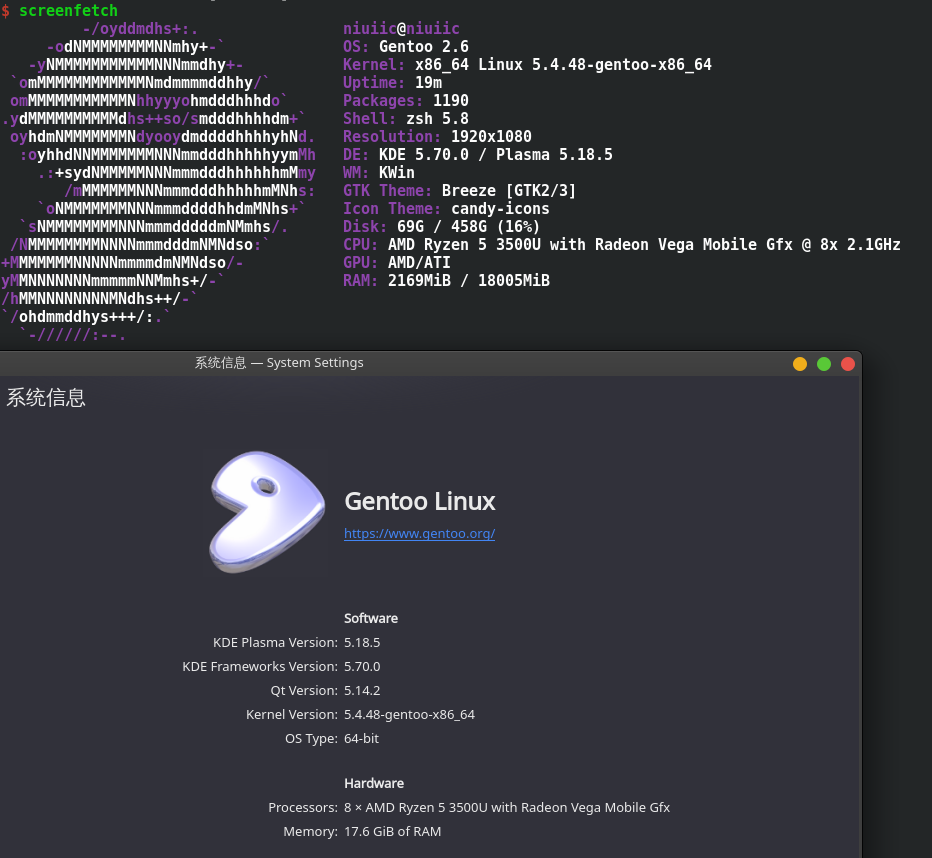 $ screenfetch
-/oyddmdhs+:. niuiic@niuiic
-odNMMMMMMMMNNmhy+-` OS: Gentoo 2.6
-yNMMMMMMMMMMMNNNmmdhy+- Kernel: x86_64 Linux 5.4.48-gentoo-x86_64
`omMMMMMMMMMMMMNmdmmmmddhhy/` Uptime: 19m
omMMMMMMMMMMMNhhyyyohmdddhhhdo` Packages: 1190
.ydMMMMMMMMMMdhs++so/smdddhhhhdm+` Shell: zsh 5.8
oyhdmNMMMMMMMNdyooydmddddhhhhyhNd. Resolution: 1920x1080
:oyhhdNNMMMMMMMNNNmmdddhhhhhyymMh DE: KDE 5.70.0 / Plasma 5.18.5
.:+sydNMMMMMNNNmmmdddhhhhhhmMmy WM: KWin
/mMMMMMMNNNmmmdddhhhhhmMNhs: GTK Theme: Breeze [GTK2/3]
`oNMMMMMMMNNNmmmddddhhdmMNhs+` Icon Theme: candy-icons
`sNMMMMMMMMNNNmmmdddddmNMmhs/. Disk: 69G / 458G (16%)
/NMMMMMMMMNNNNmmmdddmNMNdso:` CPU: AMD Ryzen 5 3500U with Radeon Vega Mobile Gfx @ 8x 2.1GHz
+MMMMMMMNNNNNmmmmdmNMNdso/- GPU: AMD/ATI
yMMNNNNNNNmmmmmNNMmhs+/-` RAM: 2169MiB / 18005MiB
/hMMNNNNNNNNMNdhs++/-`
`/ohdmmddhys+++/:.`
`-//////:--.
系统信息 — System Settings
系统信息
Gentoo Linux
https://www.gentoo.org/
Software
KDE Plasma Version: 5.18.5
KDE Frameworks Version: 5.70.0
Qt Version: 5.14.2
Kernel Version: 5.4.48-gentoo-x86_64
OS Type: 64-bit
Hardware
Processors: 8 × AMD Ryzen 5 3500U with Radeon Vega Mobile Gfx
Memory: 17.6 GiB of RAM